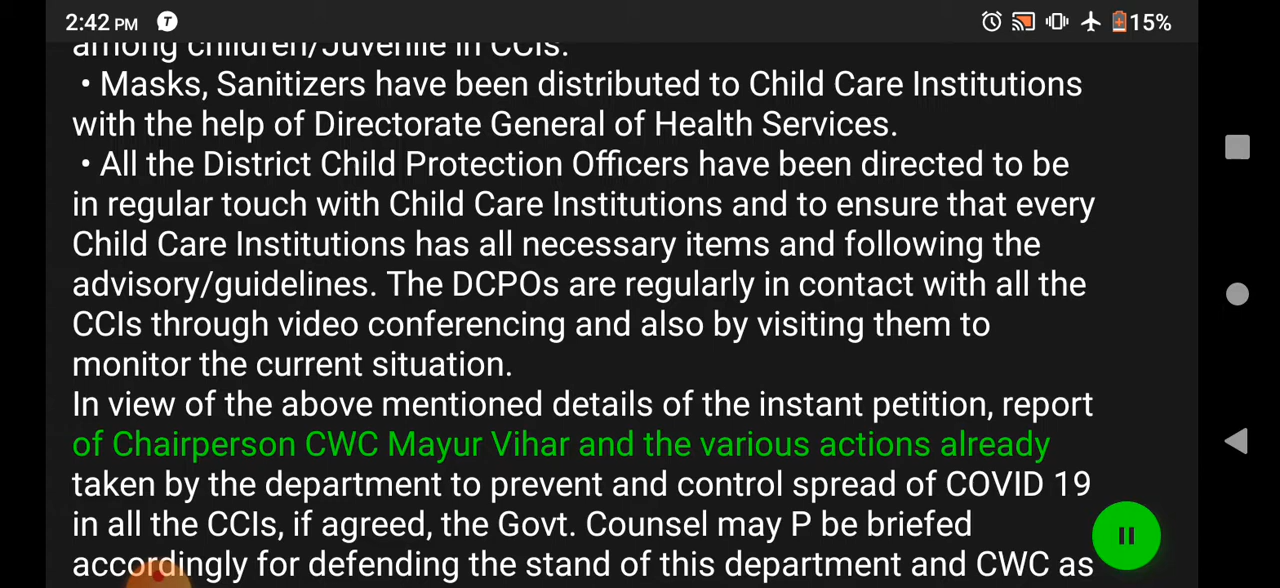 2:42 PM
15%
among children/Juvenile in CCIs.
• Masks, Sanitizers have been distributed to Child Care Institutions
with the help of Directorate General of Health Services.
• All the District Child Protection Officers have been directed to be
in regular touch with Child Care Institutions and to ensure that every
Child Care Institutions has all necessary items and following the
advisory/guidelines. The DCPOs are regularly in contact with all the
CCIs through video conferencing and also by visiting them to
monitor the current situation.
In view of the above mentioned details of the instant petition, report
of Chairperson CWC Mayur Vihar and the various actions already
taken by the department to prevent and control spread of COVID 19
in all the CCIs, if agreed, the Govt. Counsel may P be briefed
accordingly for defending the stand of this department and CWC as